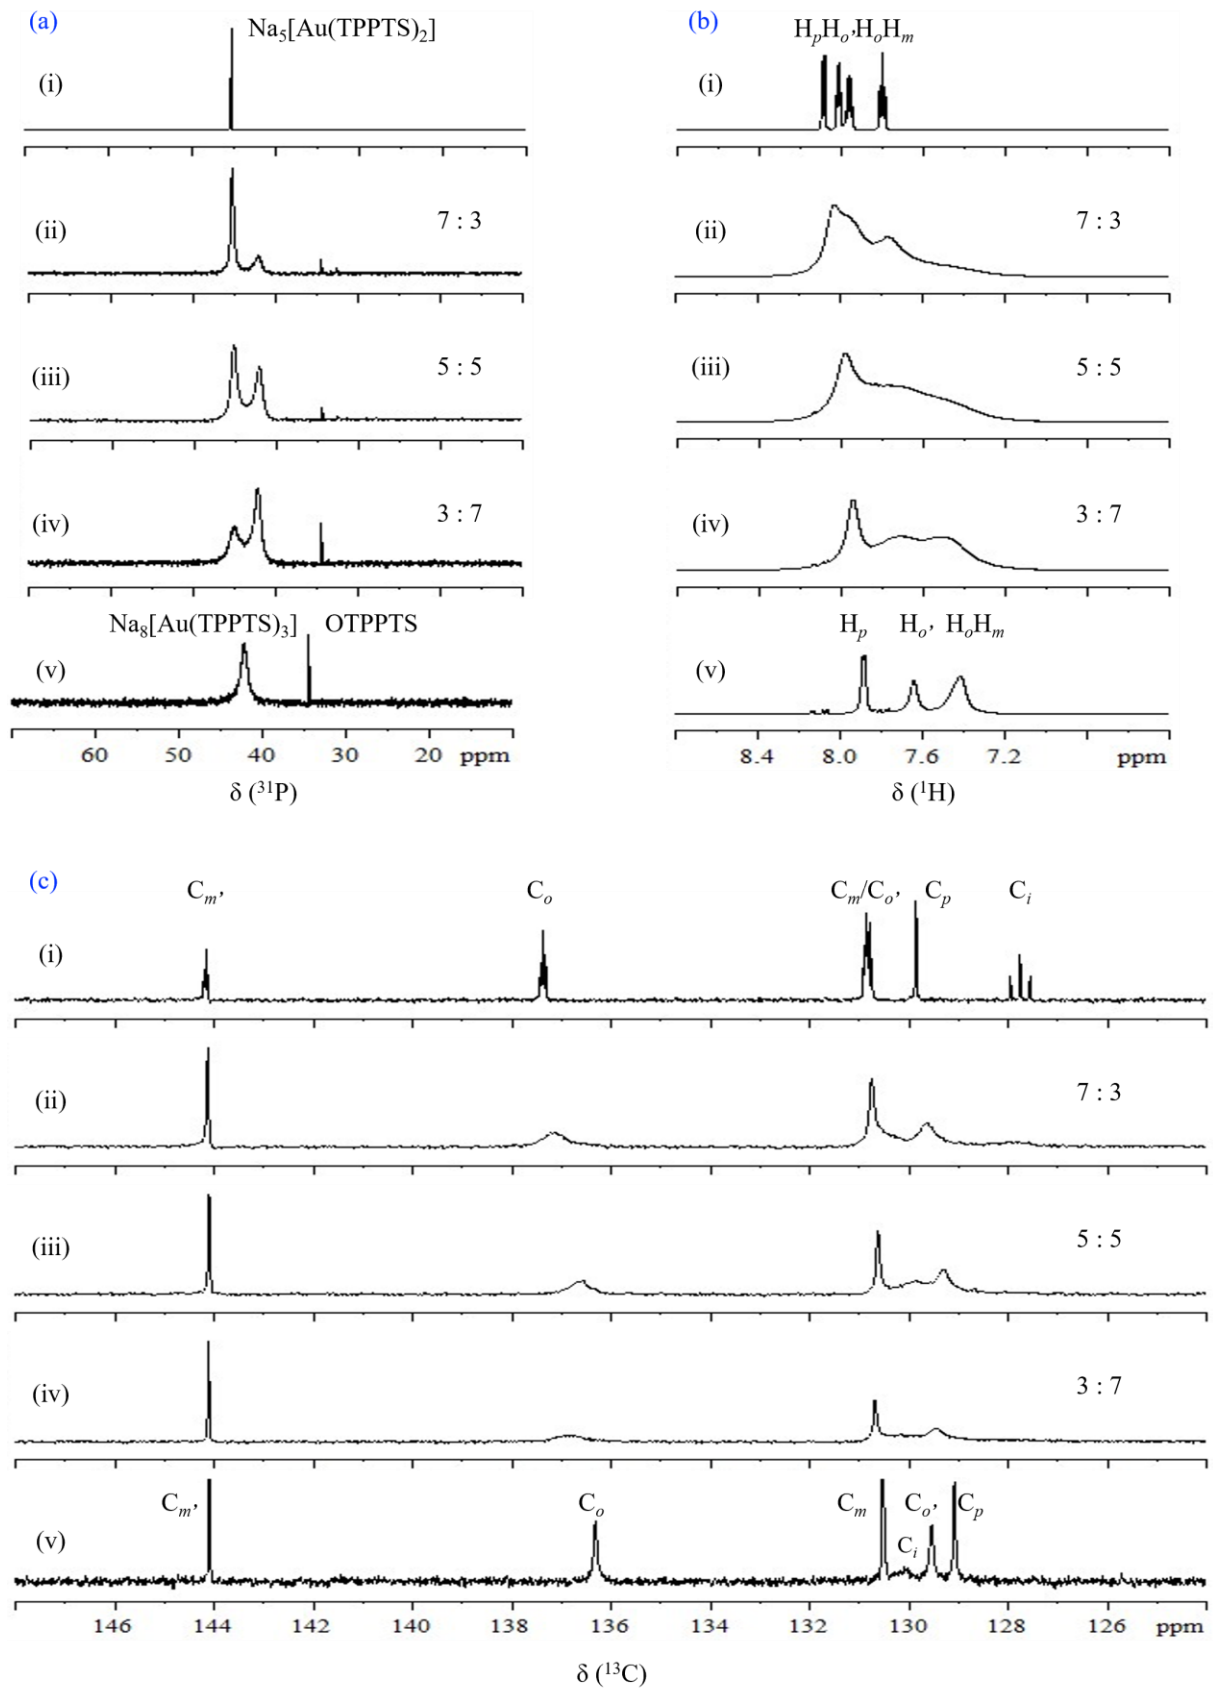 (a)
Na₅[Au(TPPTS)₂]
(i)
(ii)
7 : 3
(iii)
5 : 5
(iv)
3 : 7
Na₈[Au(TPPTS)₃] OTPPTS
(v)
60 50 40 30 20 ppm
δ (³¹P)
(b)
HₚHₒ,HₒHₘ
(i)
(ii)
7 : 3
(iii)
5 : 5
(iv)
3 : 7
Hₚ Hₒ, HₒHₘ
(v)
8.4 8.0 7.6 7.2 ppm
δ (¹H)
(c)
Cₘ, Cₒ Cₘ/Cₒ, Cₚ Cᵢ
(i)
(ii)
7 : 3
(iii)
5 : 5
(iv)
3 : 7
Cₘ, Cₒ Cₘ Cₒ, Cₚ
Cᵢ
(v)
146 144 142 140 138 136 134 132 130 128 126 ppm
δ (¹³C)